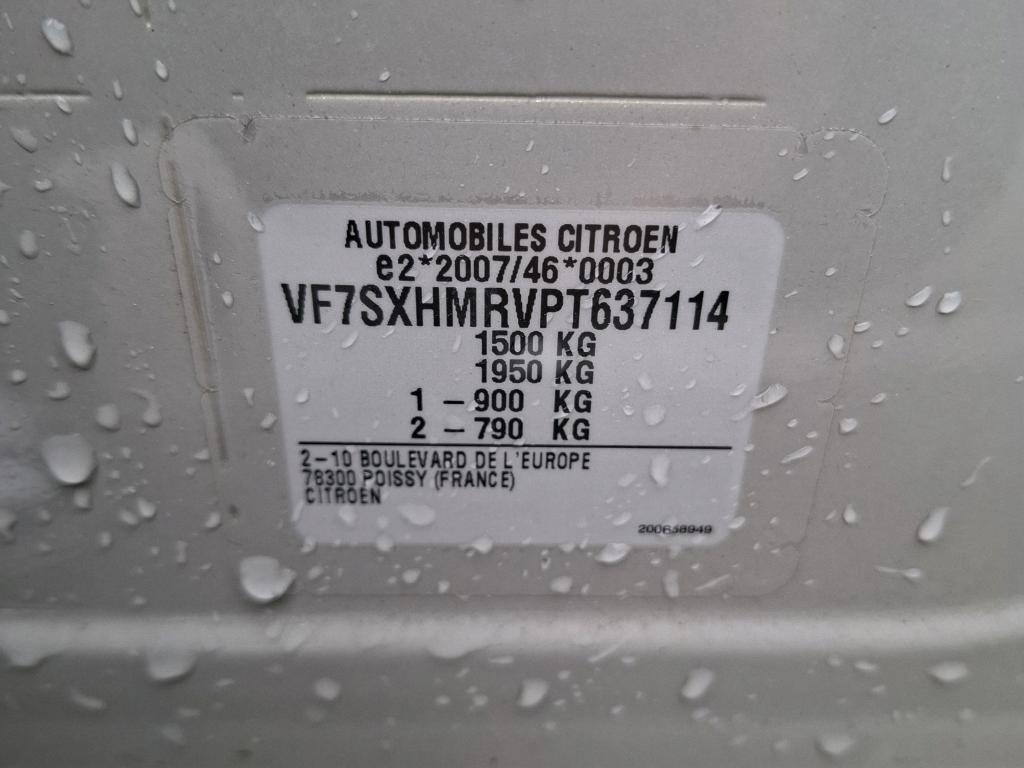 AUTOMOBILES CITROEN
e2*2007/46*0003
VF7SXHMRVPT637114
1500 KG
1950 KG
1 - 900 KG
2 - 790 KG
2-10 BOULEVARD DE L'EUROPE
78300 POISSY (FRANCE)
CITROEN
200658949